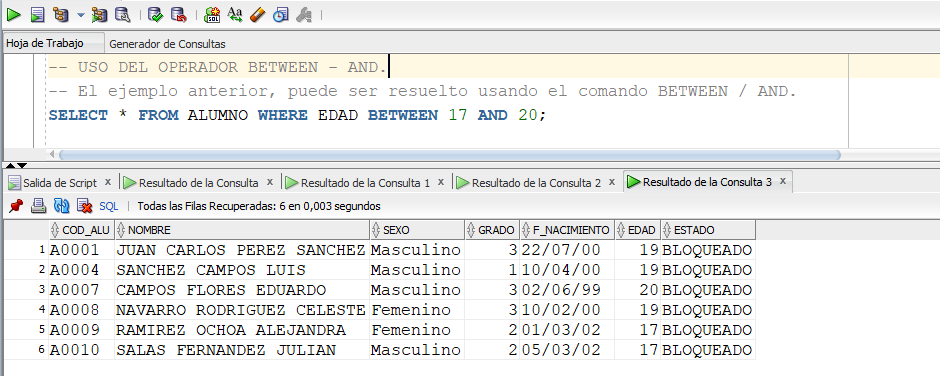 Hoja de Trabajo Generador de Consultas
-- USO DEL OPERADOR BETWEEN - AND.
-- El ejemplo anterior, puede ser resuelto usando el comando BETWEEN / AND.
SELECT * FROM ALUMNO WHERE EDAD BETWEEN 17 AND 20;
Salida de Script x Resultado de la Consulta x Resultado de la Consulta 1 x Resultado de la Consulta 2 x Resultado de la Consulta 3 x
SQL | Todas las Filas Recuperadas: 6 en 0,003 segundos
COD_ALU NOMBRE SEXO GRADO F_NACIMIENTO EDAD ESTADO
1 A0001 JUAN CARLOS PEREZ SANCHEZ Masculino 3 22/07/00 19 BLOQUEADO
2 A0004 SANCHEZ CAMPOS LUIS Masculino 1 10/04/00 19 BLOQUEADO
3 A0007 CAMPOS FLORES EDUARDO Masculino 3 02/06/99 20 BLOQUEADO
4 A0008 NAVARRO RODRIGUEZ CELESTE Femenino 3 10/02/00 19 BLOQUEADO
5 A0009 RAMIREZ OCHOA ALEJANDRA Femenino 2 01/03/02 17 BLOQUEADO
6 A0010 SALAS FERNANDEZ JULIAN Masculino 2 05/03/02 17 BLOQUEADO